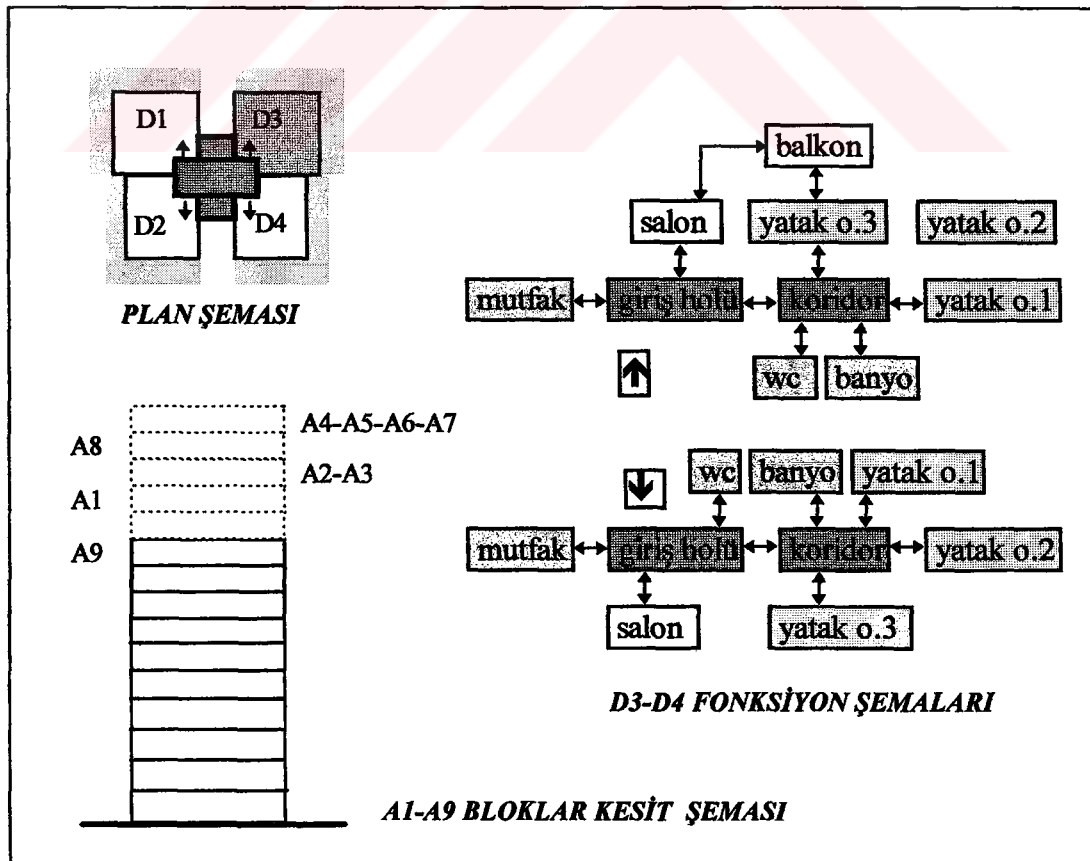 D1
D3
D2
D4
PLAN ŞEMASI
balkon
salon
yatak o.3
yatak o.2
mutfak
giriş holü
koridor
yatak o.1
wc
banyo
A4-A5-A6-A7
A8
A2-A3
A1
A9
wc
banyo
yatak o.1
mutfak
giriş holü
koridor
yatak o.2
salon
yatak o.3
D3-D4 FONKSİYON ŞEMALARI
A1-A9 BLOKLAR KESİT ŞEMASI